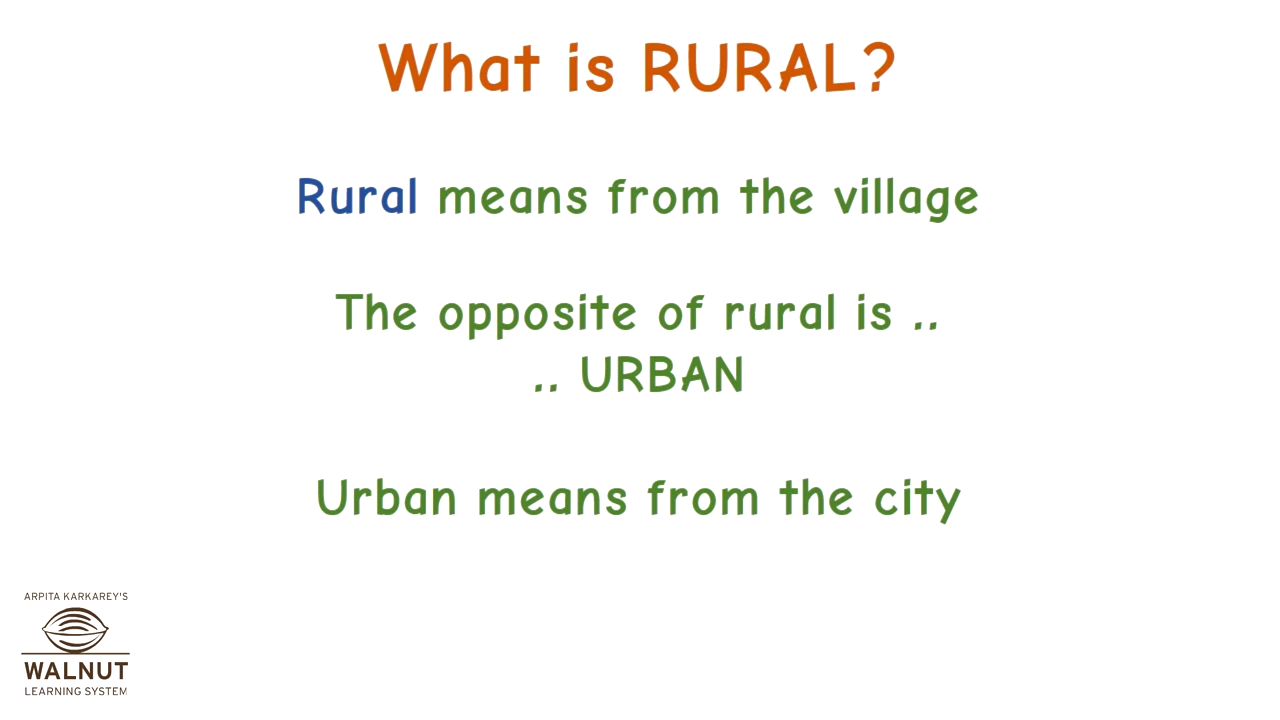 What is RURAL?
Rural means from the village
The opposite of rural is ..
.. URBAN
Urban means from the city
ARPITA KARKAREY'S
WALNUT
LEARNING SYSTEM